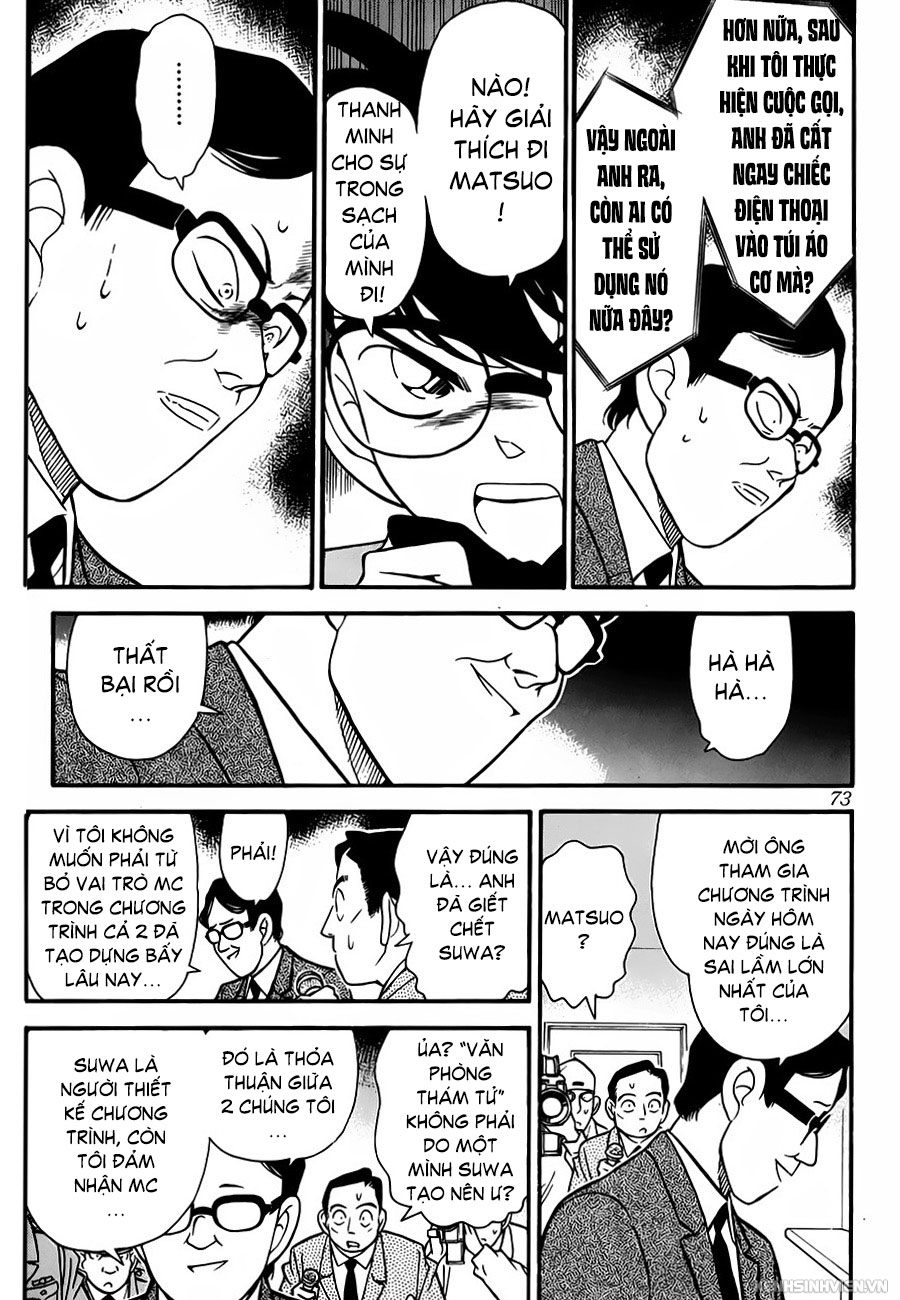 HƠN NỮA, SAU
KHI TÔI THỰC
HIỆN CUỘC GỌI,
ANH ĐÃ CẤT
NGAY CHIẾC
ĐIỆN THOẠI
VÀO TÚI ÁO
CƠ MÀ?
VẬY NGOÀI
ANH RA,
CÒN AI CÓ
THỂ SỬ
DỤNG NÓ
NỮA ĐÂY?
NÀO!
HÃY GIẢI
THÍCH ĐI
MATSUO
!
THANH
MINH
CHO SỰ
TRONG
SẠCH
CỦA
MÌNH
ĐI!
......
HÀ HÀ
HÀ...
THẤT
BẠI RỒI
...
73
MỜI ÔNG
THAM GIA
CHƯƠNG TRÌNH
NGÀY HÔM
NAY ĐÚNG LÀ
SAI LẦM LỚN
NHẤT CỦA
TÔI...
MATSUO
?
VẬY ĐÚNG
LÀ... ANH
ĐÃ GIẾT
CHẾT
SUWA?
PHẢI!
VÌ TÔI KHÔNG
MUỐN PHẢI TỪ
BỎ VAI TRÒ MC
TRONG CHƯƠNG
TRÌNH CẢ 2 ĐÃ
TẠO DỰNG BẤY
LÂU NAY...
ỦA? “VĂN
PHÒNG
THÁM TỬ”
KHÔNG PHẢI
DO MỘT
MÌNH SUWA
TẠO NÊN Ư?
ĐÓ LÀ THỎA
THUẬN GIỮA
2 CHÚNG TÔI
...
SUWA LÀ
NGƯỜI THIẾT
KẾ CHƯƠNG
TRÌNH, CÒN
TÔI ĐẢM
NHẬN MC
...